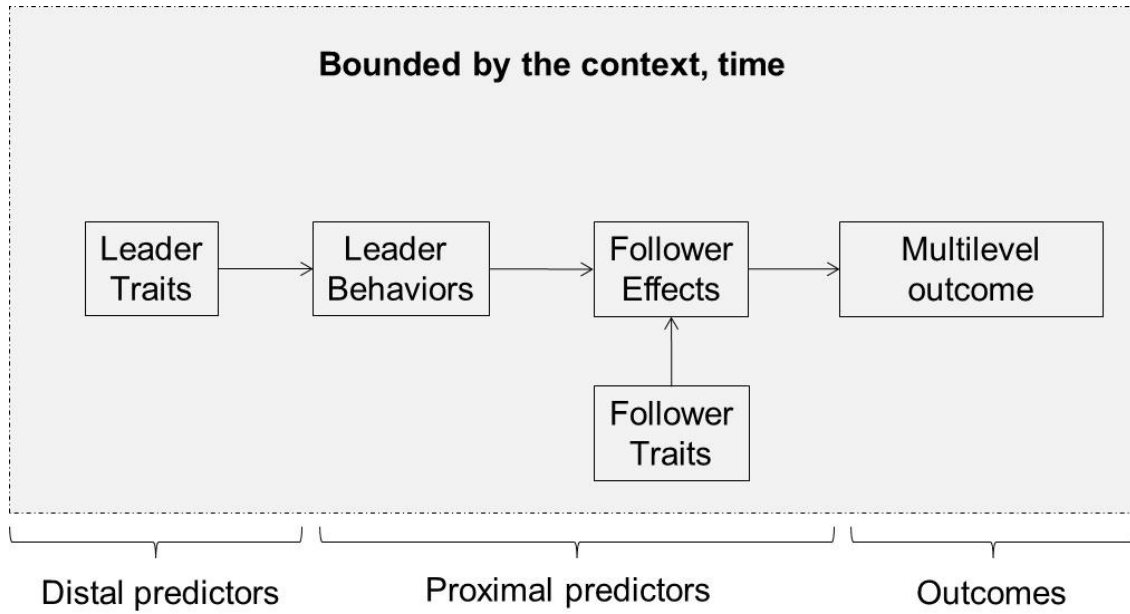 Bounded by the context, time
Leader
Traits
Leader
Behaviors
Follower
Effects
Multilevel
outcome
Follower
Traits
Distal predictors
Proximal predictors
Outcomes